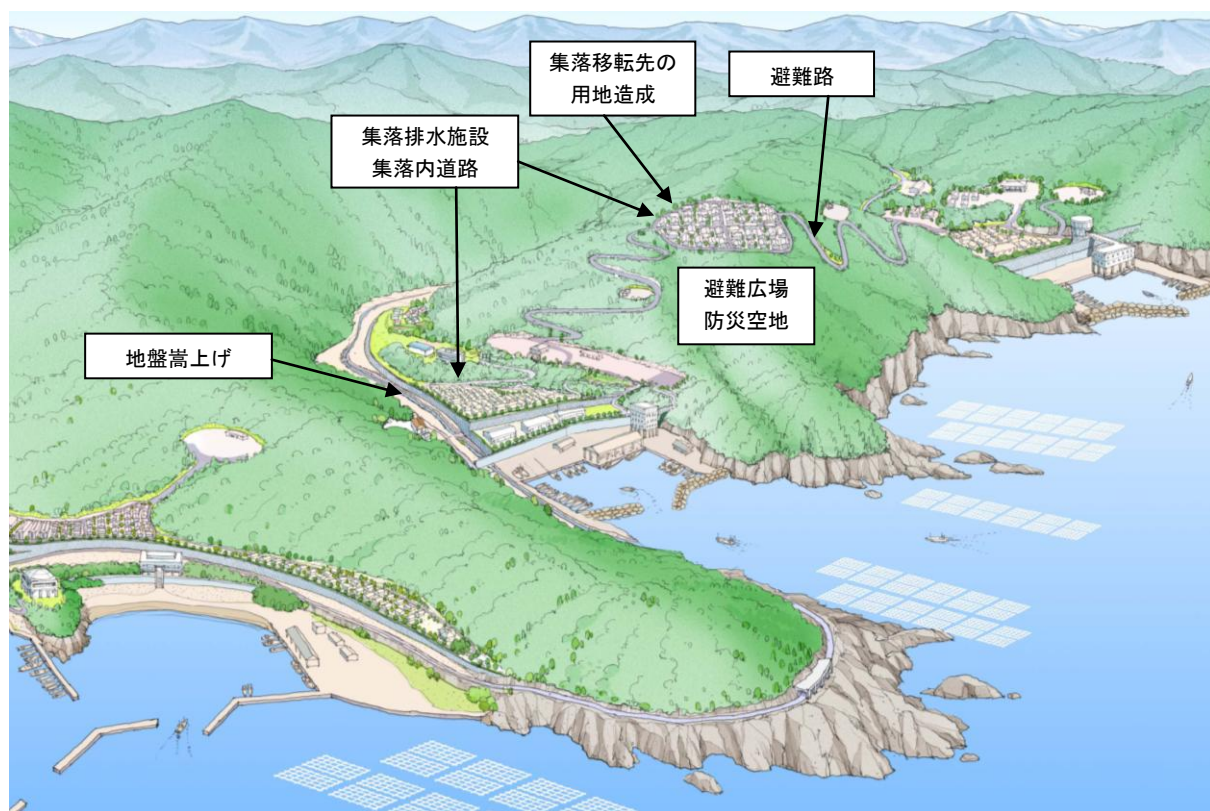 集落移転先の
用地造成
避難路
集落排水施設
集落内道路
避難広場
防災空地
地盤嵩上げ